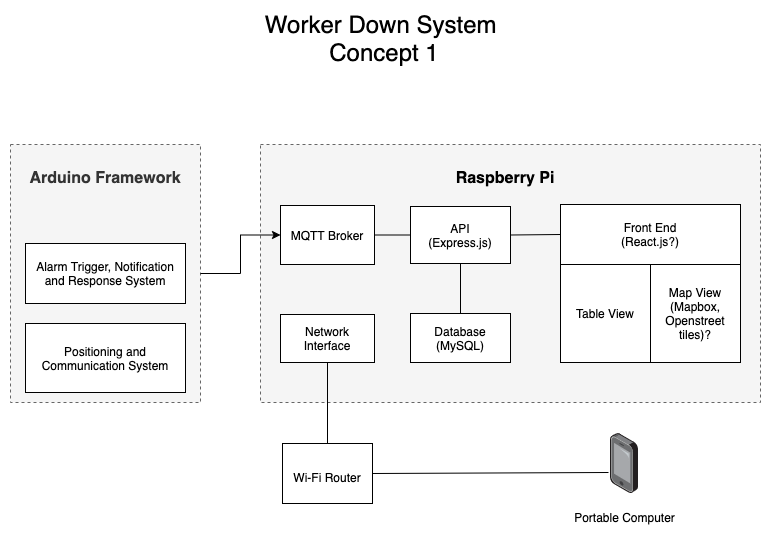 Worker Down System
Concept 1
Arduino Framework
Raspberry Pi
Alarm Trigger, Notification
and Response System
Positioning and
Communication System
MQTT Broker
API
(Express.js)
Front End
(React.js?)
Network
Interface
Database
(MySQL)
Table View
Map View
(Mapbox,
Openstreet
tiles)?
Wi-Fi Router
Portable Computer